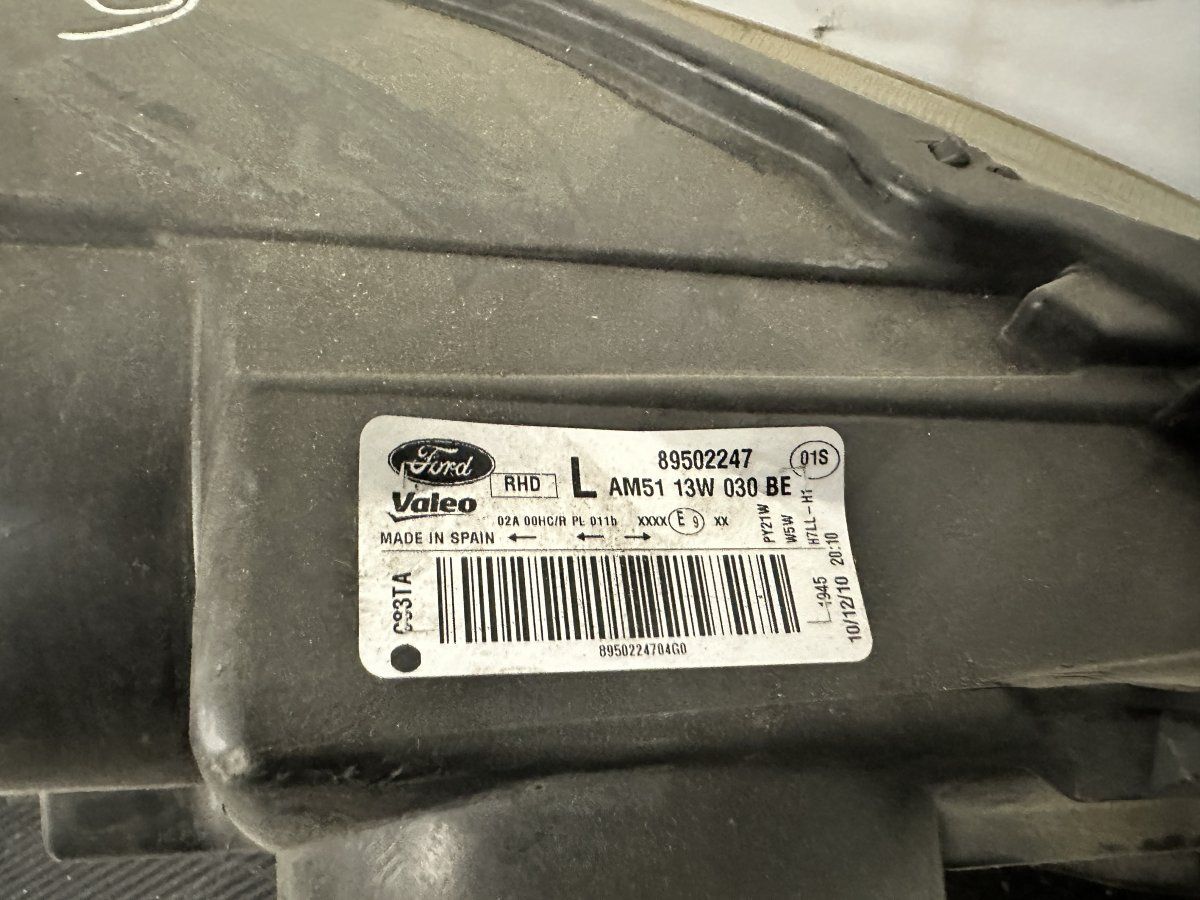 Ford
Valeo
RHD
L
89502247
AM51 13W 030 BE
01S
02A 00HC/R PL 011b XXXX E 9 XX
MADE IN SPAIN ← ← →
PY21W
W5W
H7LL-H1
C83TA
8950224704G0
1945
10/12/10 20:10